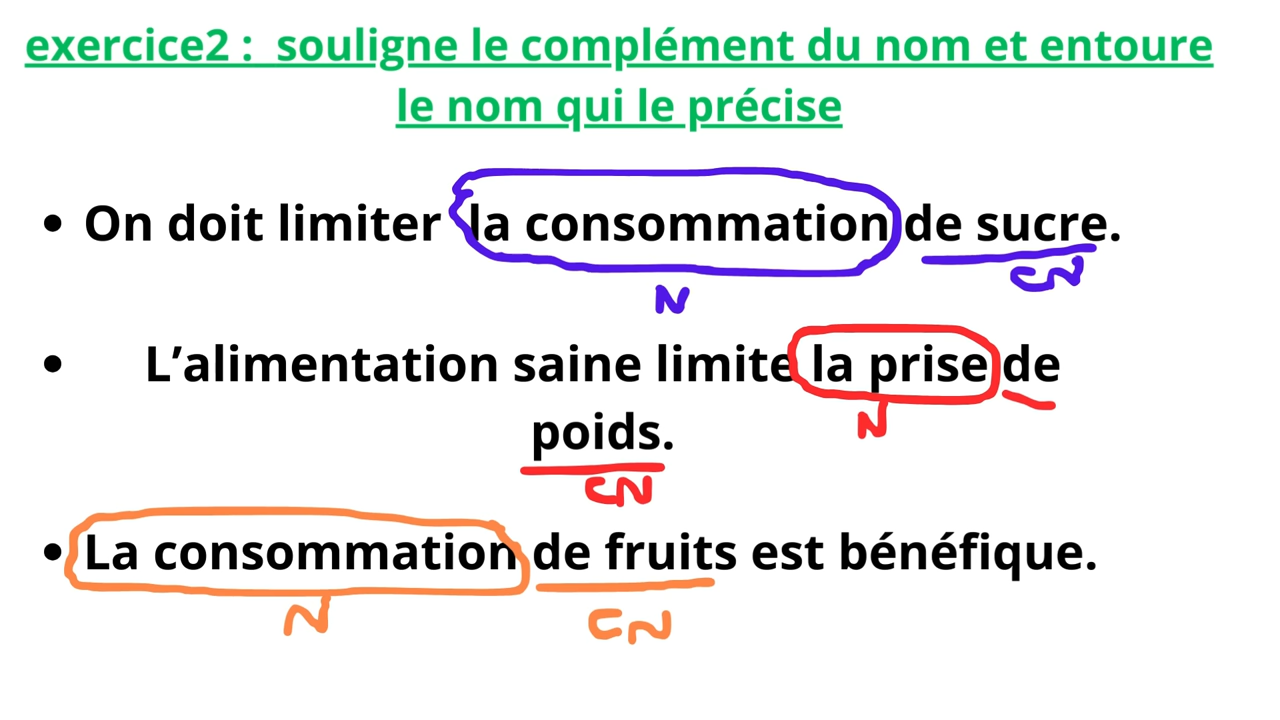 exercice2 : souligne le complément du nom et entoure
le nom qui le précise
• On doit limiter la consommation de sucre.
CN
N
• L’alimentation saine limite la prise de
N
poids.
CN
• La consommation de fruits est bénéfique.
N CN